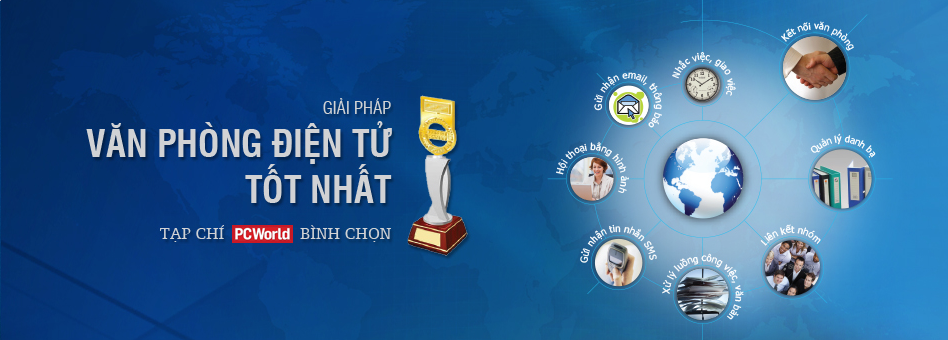 GIẢI PHÁP
VĂN PHÒNG ĐIỆN TỬ
TỐT NHẤT
TẠP CHÍ PCWorld BÌNH CHỌN
Kết nối văn phòng
Nhắc việc, giao việc
Gửi nhận email, thông báo
Quản lý danh bạ
Hội thoại bằng hình ảnh
Liên kết nhóm
Gửi nhận tin nhắn SMS
Xử lý luồng công việc, văn bản